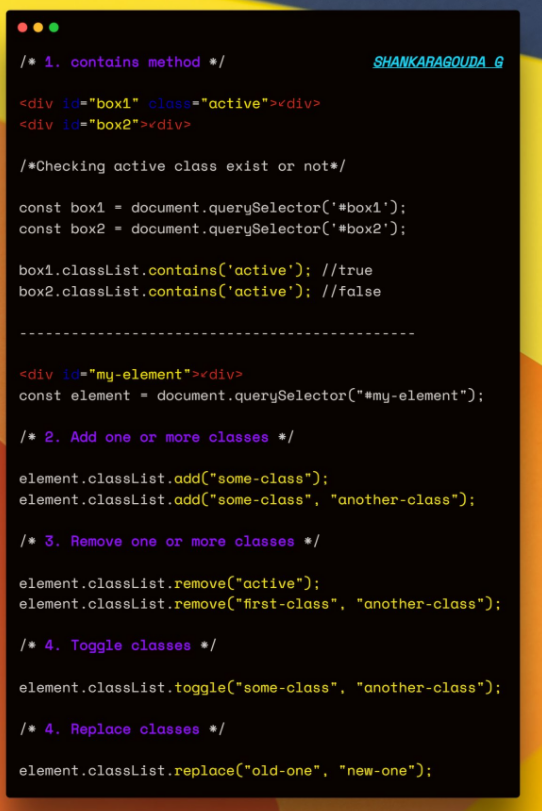 /* 1. contains method */ SHANKARAGOUDA G
<div id="box1" class="active"><div>
<div id="box2"><div>
/*Checking active class exist or not*/
const box1 = document.querySelector('#box1');
const box2 = document.querySelector('#box2');
box1.classList.contains('active'); //true
box2.classList.contains('active'); //false
----------------------------------------------
<div id="my-element"><div>
const element = document.querySelector("#my-element");
/* 2. Add one or more classes */
element.classList.add("some-class");
element.classList.add("some-class", "another-class");
/* 3. Remove one or more classes */
element.classList.remove("active");
element.classList.remove("first-class", "another-class");
/* 4. Toggle classes */
element.classList.toggle("some-class", "another-class");
/* 4. Replace classes */
element.classList.replace("old-one", "new-one");